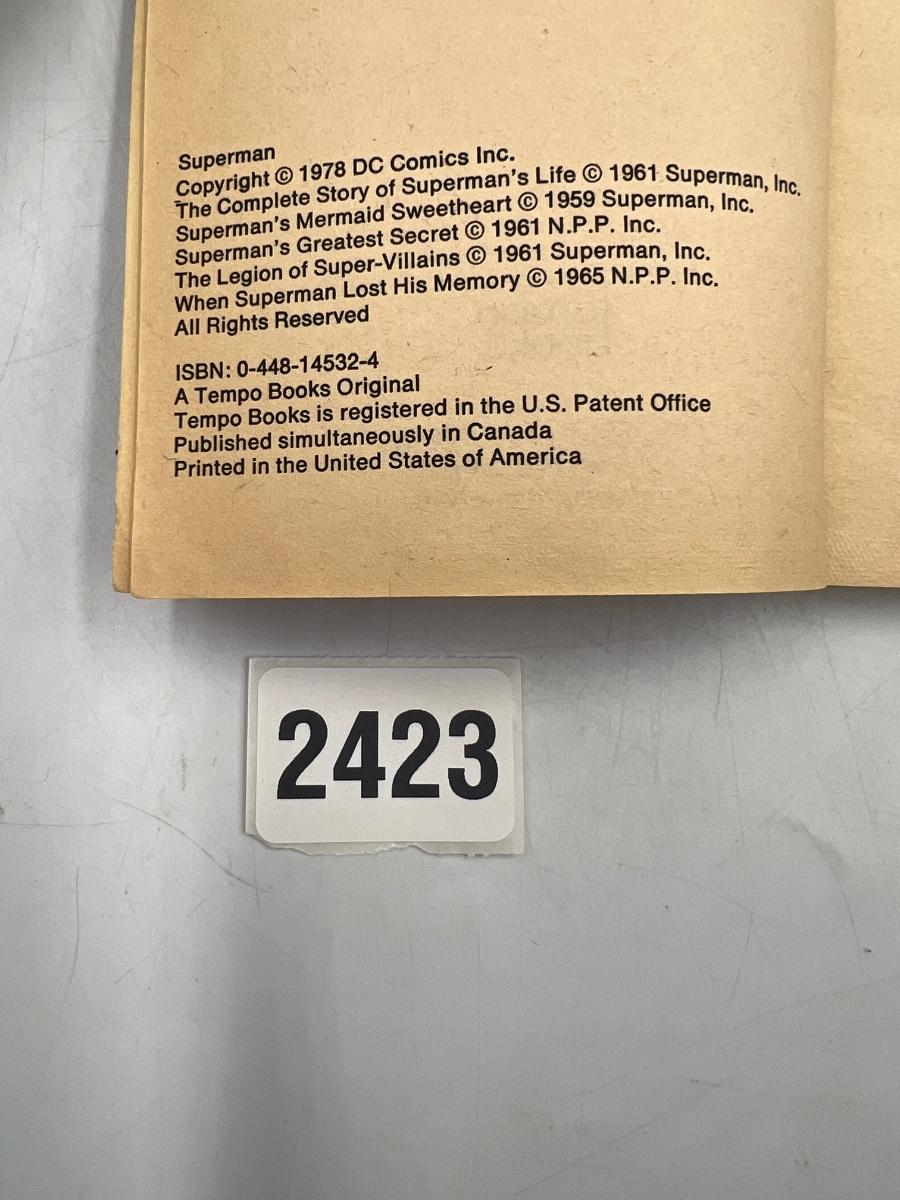 Superman
Copyright © 1978 DC Comics Inc.
The Complete Story of Superman's Life © 1961 Superman, Inc.
Superman's Mermaid Sweetheart © 1959 Superman, Inc.
Superman's Greatest Secret © 1961 N.P.P. Inc.
The Legion of Super-Villains © 1961 Superman, Inc.
When Superman Lost His Memory © 1965 N.P.P. Inc.
All Rights Reserved
ISBN: 0-448-14532-4
A Tempo Books Original
Tempo Books is registered in the U.S. Patent Office
Published simultaneously in Canada
Printed in the United States of America
2423